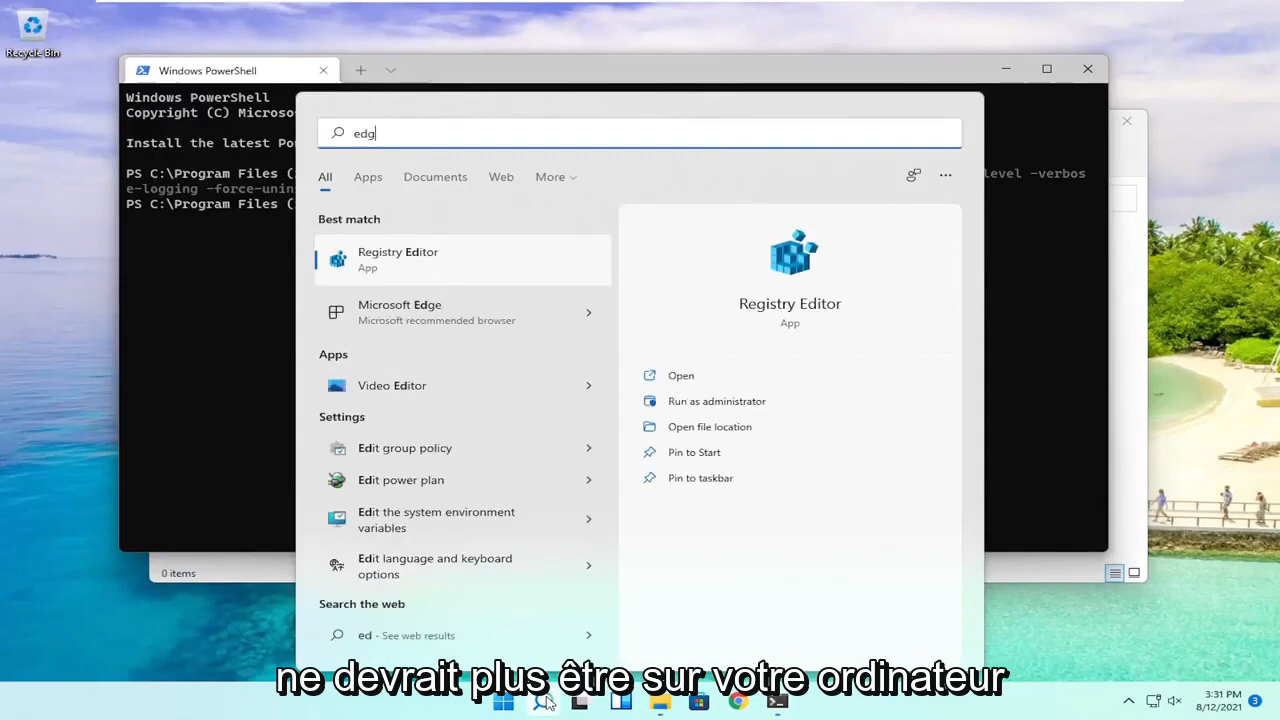 Recycle Bin
Windows PowerShell
Windows PowerShell
Copyright (C) Microso
Install the latest Po
PS C:\Program Files (
level -verbos
e-logging -force-unin
PS C:\Program Files (
edg
All Apps Documents Web More
Best match
Registry Editor
App
Microsoft Edge
Microsoft recommended browser
Apps
Video Editor
Settings
Edit group policy
Edit power plan
Edit the system environment
variables
Edit language and keyboard
options
Search the web
ed - See web results
Registry Editor
App
Open
Run as administrator
Open file location
Pin to Start
Pin to taskbar
0 items
ne devrait plus être sur votre ordinateur
3:31 PM
8/12/2021
3